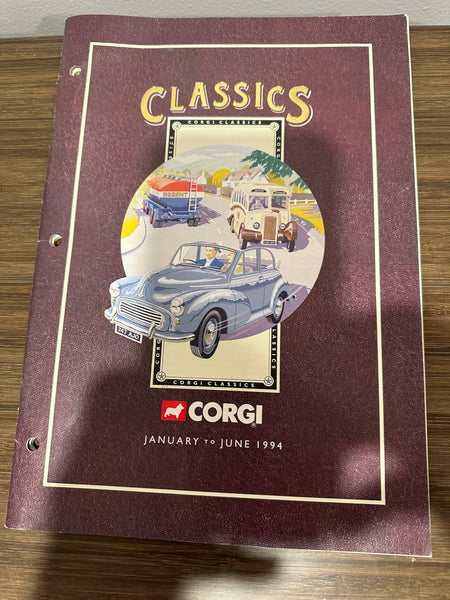 CLASSICS
CORGI CLASSICS
REGENT
CORGI CLASSICS
CORGI
JANUARY TO JUNE 1994